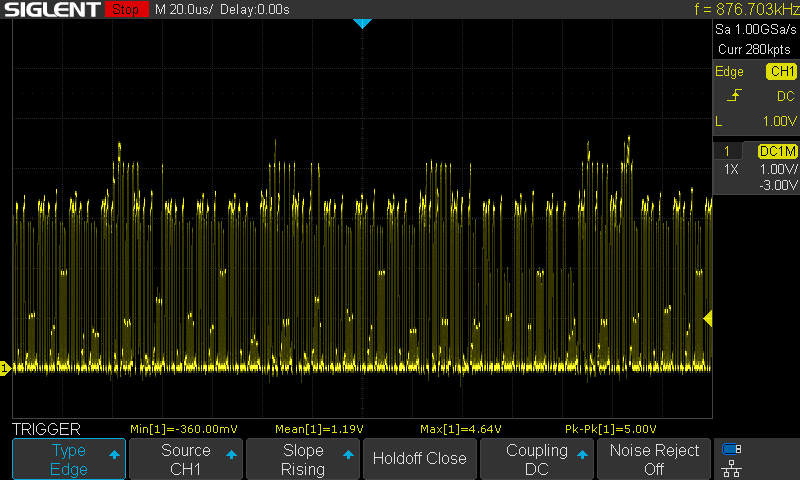 SIGLENT Stop M 20.0us/ Delay:0.00s f = 876.703kHz
Sa 1.00GSa/s
Curr 280kpts
Edge CH1
DC
L 1.00V
1 DC1M
1X 1.00V/
-3.00V
1
TRIGGER Min[1]=-360.00mV Mean[1]=1.19V Max[1]=4.64V Pk-Pk[1]=5.00V
Type Source Slope Holdoff Close Coupling Noise Reject
Edge CH1 Rising DC Off